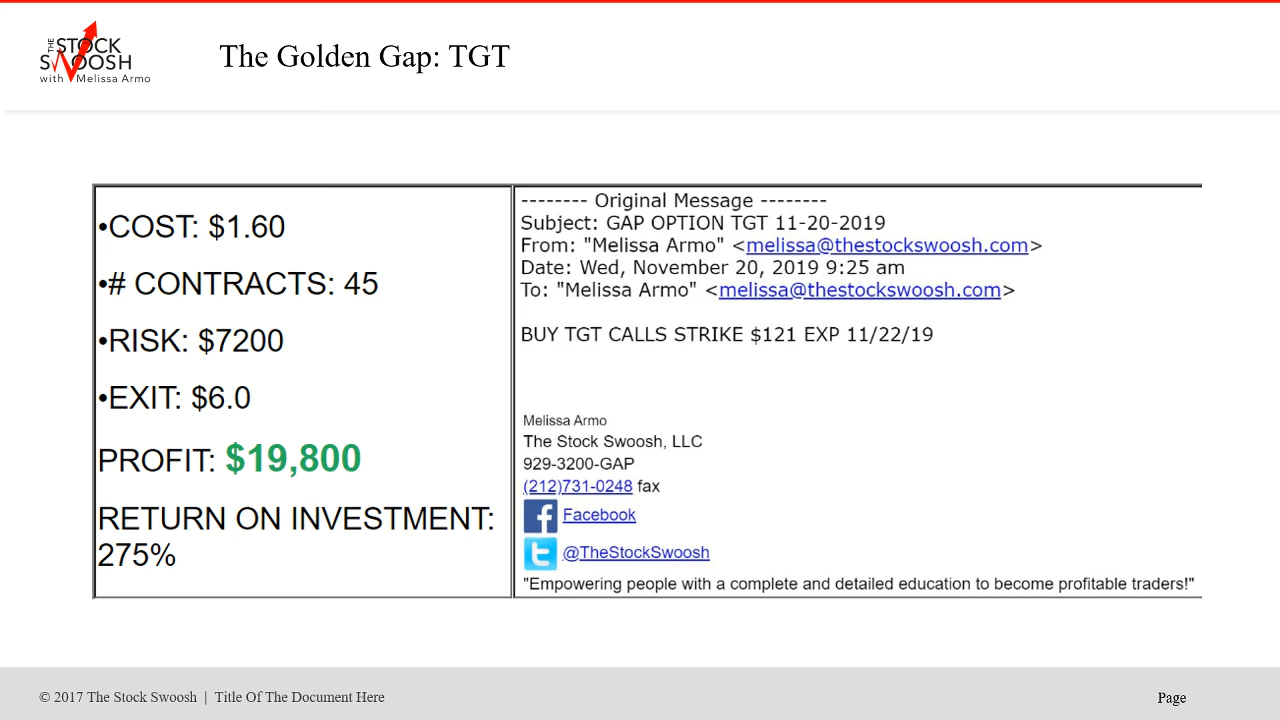 THE
STOCK
SWOOSH
with Melissa Armo
The Golden Gap: TGT
•COST: $1.60
•# CONTRACTS: 45
•RISK: $7200
•EXIT: $6.0
PROFIT: $19,800
RETURN ON INVESTMENT:
275%
-------- Original Message --------
Subject: GAP OPTION TGT 11-20-2019
From: "Melissa Armo" <melissa@thestockswoosh.com>
Date: Wed, November 20, 2019 9:25 am
To: "Melissa Armo" <melissa@thestockswoosh.com>
BUY TGT CALLS STRIKE $121 EXP 11/22/19
Melissa Armo
The Stock Swoosh, LLC
929-3200-GAP
(212)731-0248 fax
Facebook
@TheStockSwoosh
"Empowering people with a complete and detailed education to become profitable traders!"
© 2017 The Stock Swoosh | Title Of The Document Here
Page